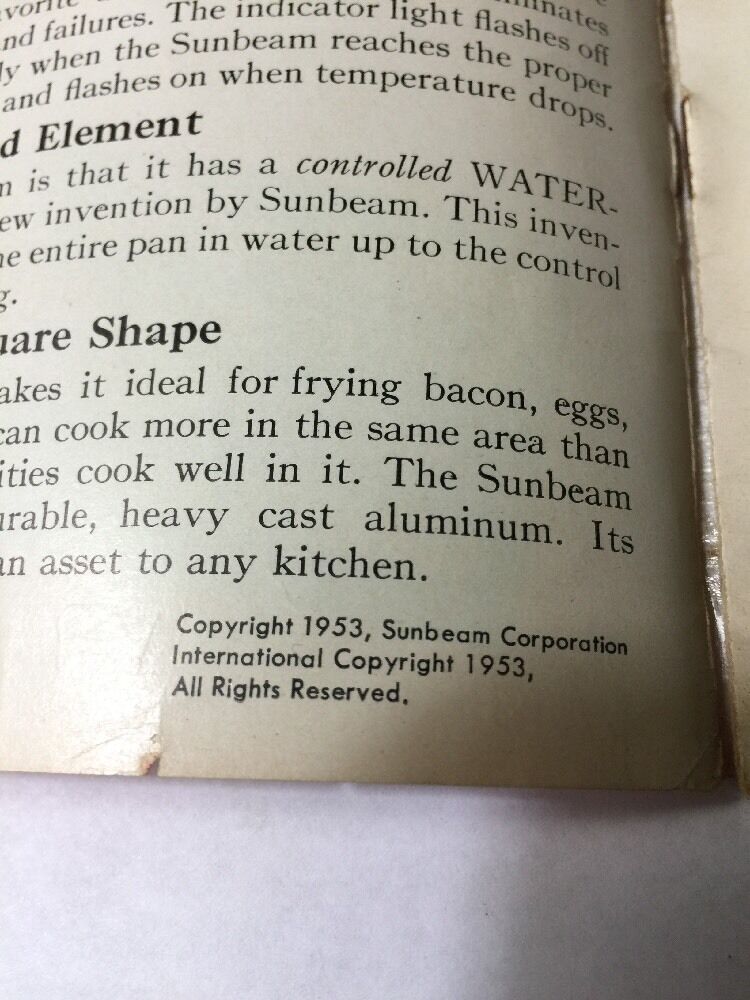 nd failures. The indicator light flashes off
ly when the Sunbeam reaches the proper
and flashes on when temperature drops.
d Element
n is that it has a controlled WATER-
ew invention by Sunbeam. This inven-
he entire pan in water up to the control
g.
uare Shape
akes it ideal for frying bacon, eggs,
can cook more in the same area than
ities cook well in it. The Sunbeam
urable, heavy cast aluminum. Its
an asset to any kitchen.
Copyright 1953, Sunbeam Corporation
International Copyright 1953,
All Rights Reserved.